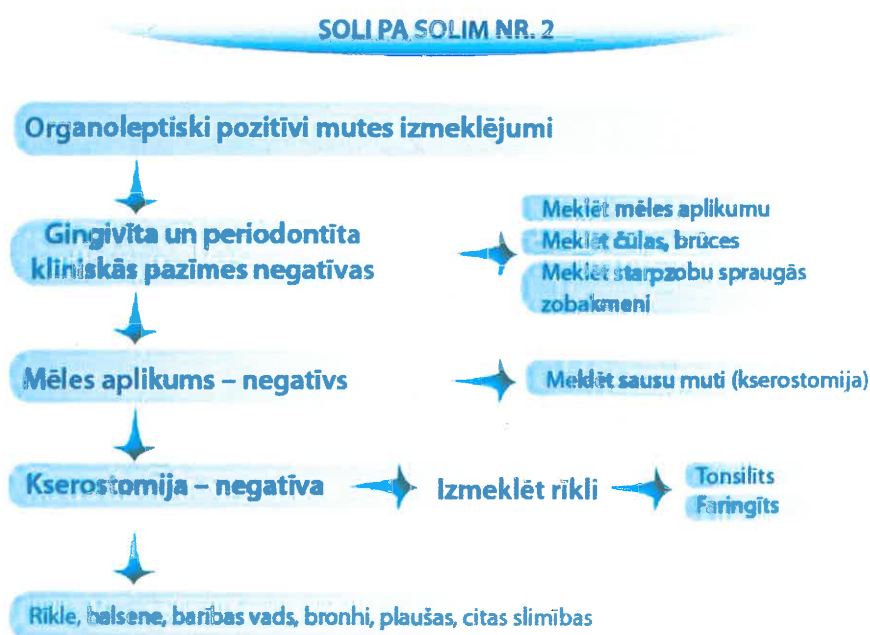 SOLI PA SOLIM NR. 2
Organoleptiski pozitīvi mutes izmeklējumi
Gingivīta un periodontīta
klīniskās pazīmes negatīvas
Meklēt mēles aplikumu
Meklēt čūlas, brūces
Meklēt starpzobu spraugās
zobakmeni
Mēles aplikums – negatīvs
Meklēt sausu muti (kserostomija)
Kserostomija – negatīva
Izmeklēt rīkli
Tonsilīts
Faringīts
Rīkle, balsene, barības vads, bronhi, plaušas, citas slimības